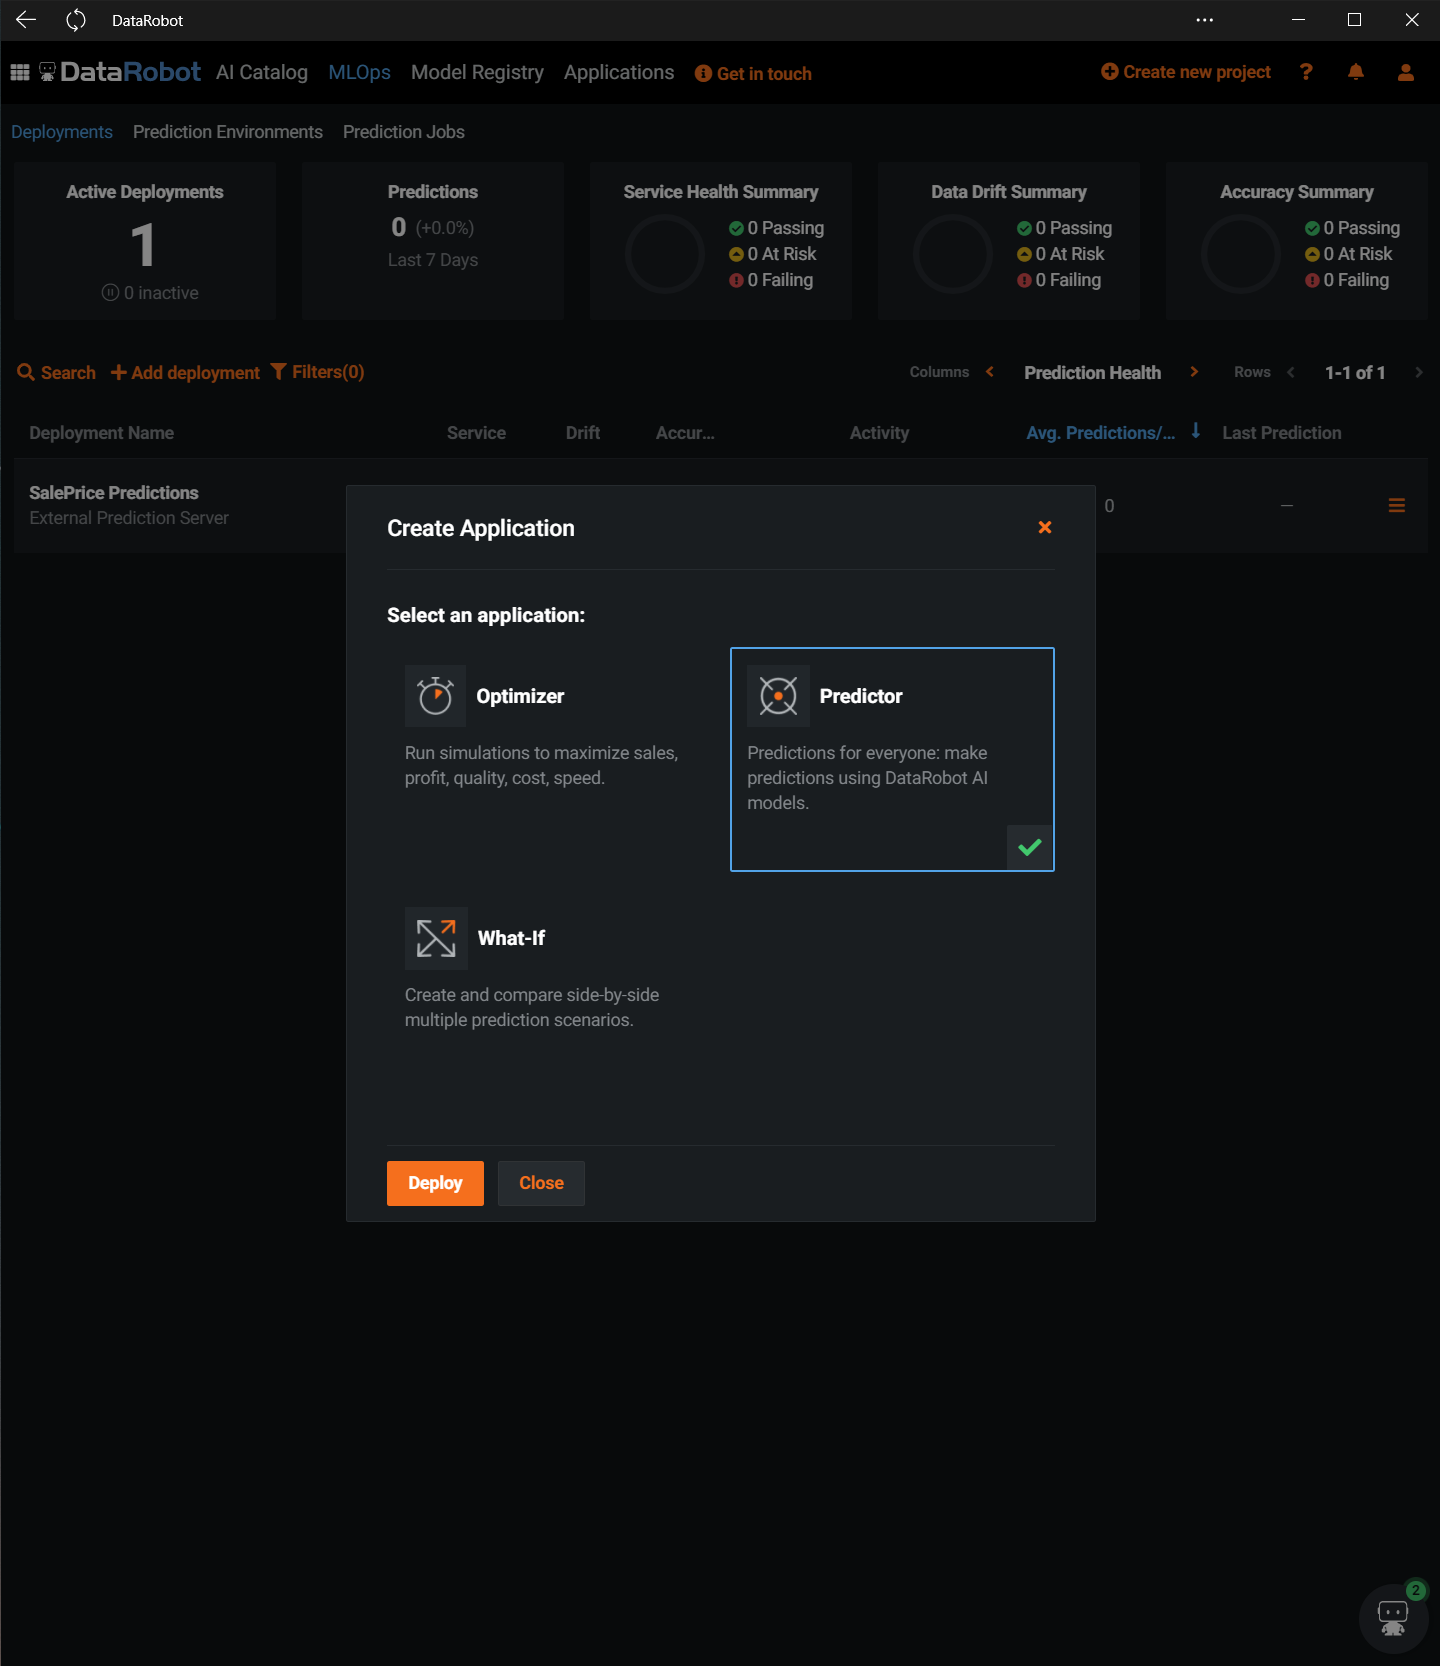 DataRobot
DataRobot AI Catalog MLOps Model Registry Applications Get in touch Create new project ?
Deployments Prediction Environments Prediction Jobs
Active Deployments
1
0 inactive
Predictions
0 (+0.0%)
Last 7 Days
Service Health Summary
0 Passing
0 At Risk
0 Failing
Data Drift Summary
0 Passing
0 At Risk
0 Failing
Accuracy Summary
0 Passing
0 At Risk
0 Failing
Search Add deployment Filters(0) Columns Prediction Health Rows 1-1 of 1
Deployment Name Service Drift Accur... Activity Avg. Predictions/... Last Prediction
SalePrice Predictions
External Prediction Server
0 —
Create Application
Select an application:
Optimizer
Run simulations to maximize sales,
profit, quality, cost, speed.
Predictor
Predictions for everyone: make
predictions using DataRobot AI
models.
What-If
Create and compare side-by-side
multiple prediction scenarios.
Deploy Close
2